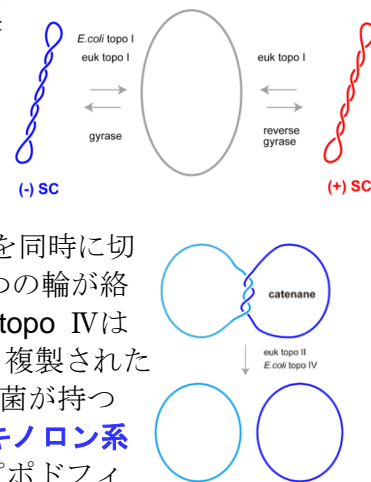 E.coli topo I
euk topo I
gyrase
euk topo I
reverse
gyrase
(-) SC
(+) SC
を同時に切
つの輪が絡
topo Ⅳは
複製された
菌が持つ
キノロン系
ポドフィ
catenane
euk topo II
E.coli topo IV